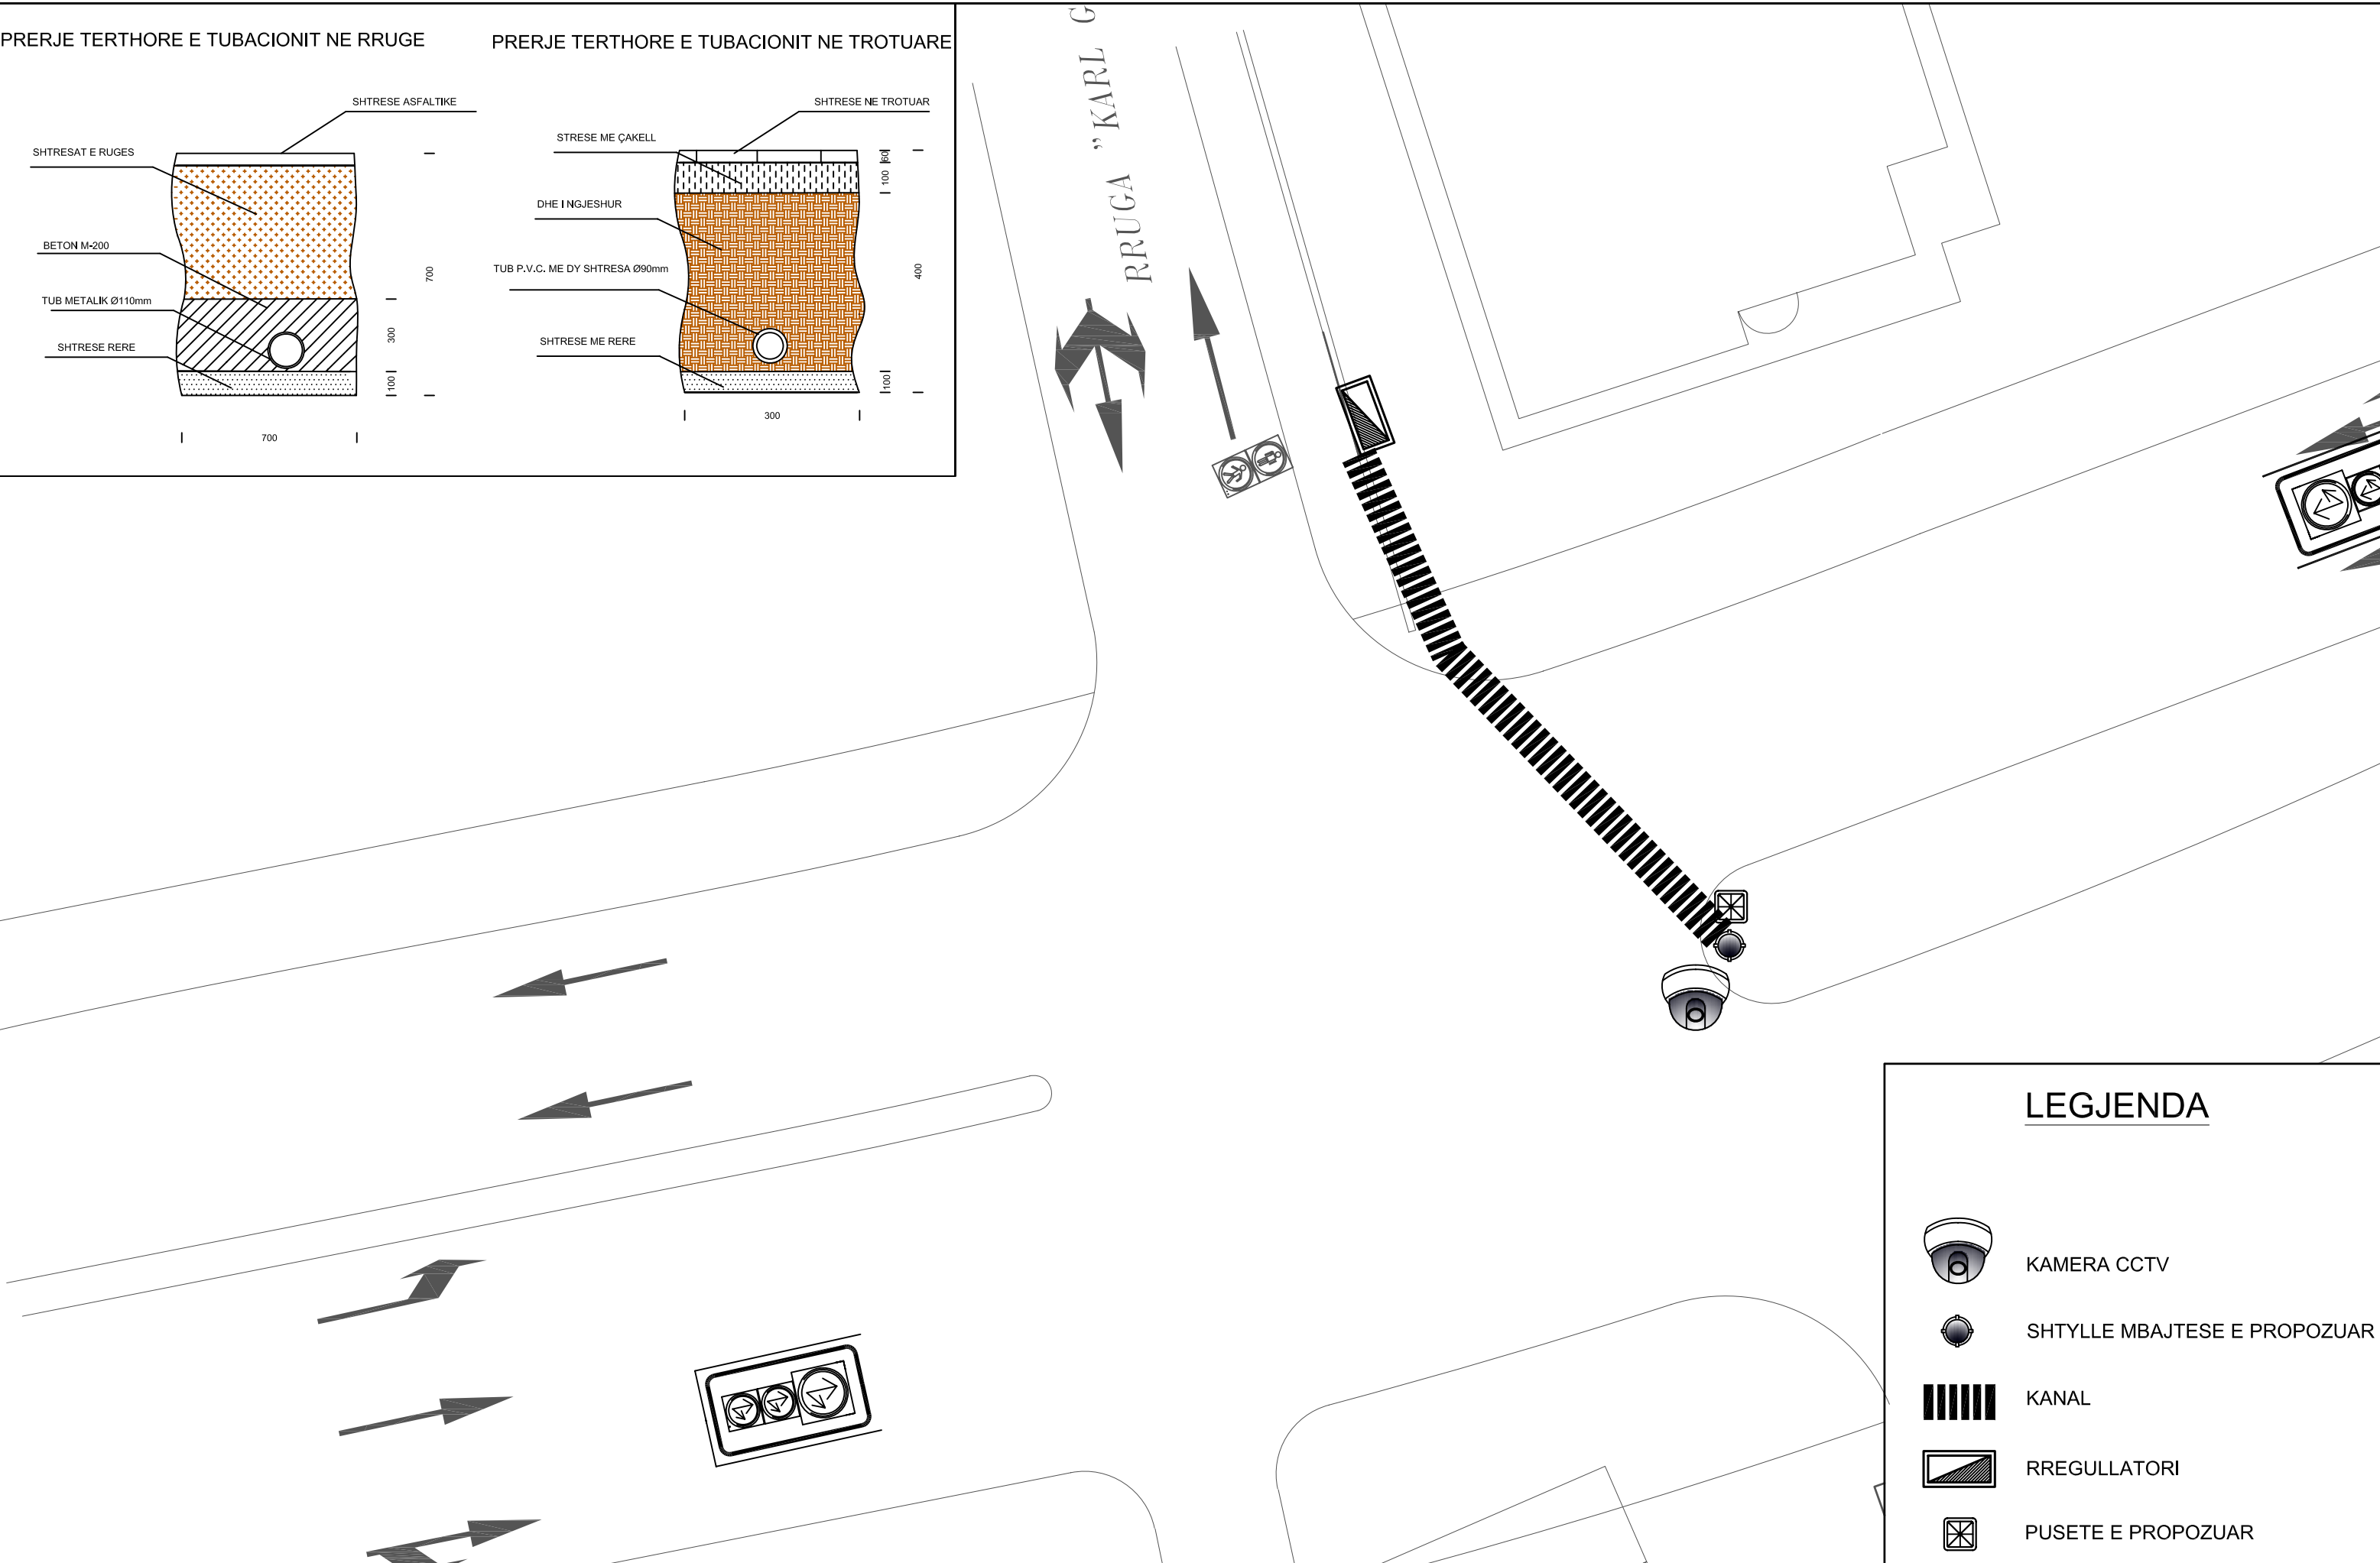 PRERJE TERTHORE E TUBACIONIT NE RRUGE
SHTRESE ASFALTIKE
SHTRESAT E RUGES
BETON M-200
TUB METALIK Ø110mm
SHTRESE RERE
700
300
100
700
PRERJE TERTHORE E TUBACIONIT NE TROTUARE
SHTRESE NE TROTUAR
STRESE ME ÇAKELL
DHE I NGJESHUR
TUB P.V.C. ME DY SHTRESA Ø90mm
SHTRESE ME RERE
60
100
400
100
300
RRUGA "KARL G
LEGJENDA
KAMERA CCTV
SHTYLLE MBAJTESE E PROPOZUAR
KANAL
RREGULLATORI
PUSETE E PROPOZUAR